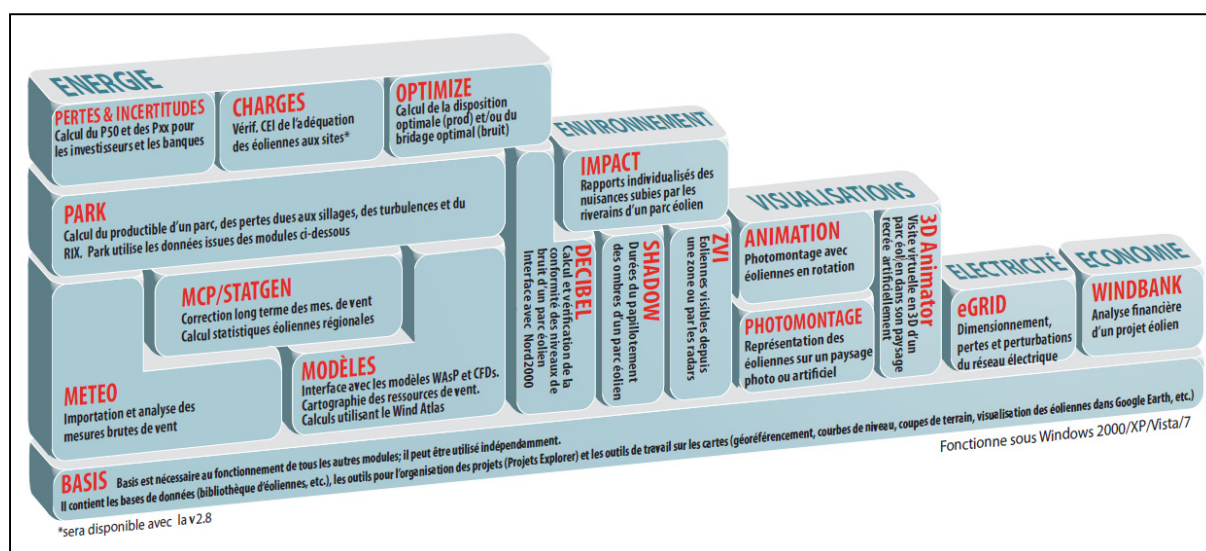 ENERGIE
PERTES & INCERTITUDES
Calcul du P50 et des Pxx pour
les investisseurs et les banques
CHARGES
Vérif. CEI de l'adéquation
des éoliennes aux sites*
OPTIMIZE
Calcul de la disposition
optimale (prod) et/ou du
bridage optimal (bruit)
PARK
Calcul du productible d'un parc, des pertes dues aux sillages, des turbulences et du
RIX. Park utilise les données issues des modules ci-dessous
MCP/STATGEN
Correction long terme des mes. de vent
Calcul statistiques éoliennes régionales
METEO
Importation et analyse des
mesures brutes de vent
MODÈLES
Interface avec les modèles WAsP et CFDs.
Cartographie des ressources de vent.
Calculs utilisant le Wind Atlas
ENVIRONNEMENT
IMPACT
Rapports individualisés des
nuisances subies par les
riverains d'un parc éolien
DECIBEL
Calcul et vérification de la
conformité des niveaux de
bruit d'un parc éolien
Interface avec Nord2000
SHADOW
Durées du papillotement
des ombres d'un parc éolien
ZVI
Eoliennes visibles depuis
une zone ou par les radars
VISUALISATIONS
ANIMATION
Photomontage avec
éoliennes en rotation
PHOTOMONTAGE
Représentation des
éoliennes sur un paysage
photo ou artificiel
3D Animator
Visite virtuelle en 3D d'un
parc éolien dans son paysage
recréé artificiellement
ELECTRICITÉ
eGRID
Dimensionnement,
pertes et perturbations
du réseau électrique
ECONOMIE
WINDBANK
Analyse financière
d'un projet éolien
BASIS Basis est nécessaire au fonctionnement de tous les autres modules; il peut être utilisé indépendamment.
Il contient les bases de données (bibliothèque d'éoliennes, etc.), les outils pour l'organisation des projets (Projets Explorer) et les outils de travail sur les cartes (géoréférencement, courbes de niveau, coupes de terrain, visualisation des éoliennes dans Google Earth, etc.)
Fonctionne sous Windows 2000/XP/Vista/7
*sera disponible avec la v2.8